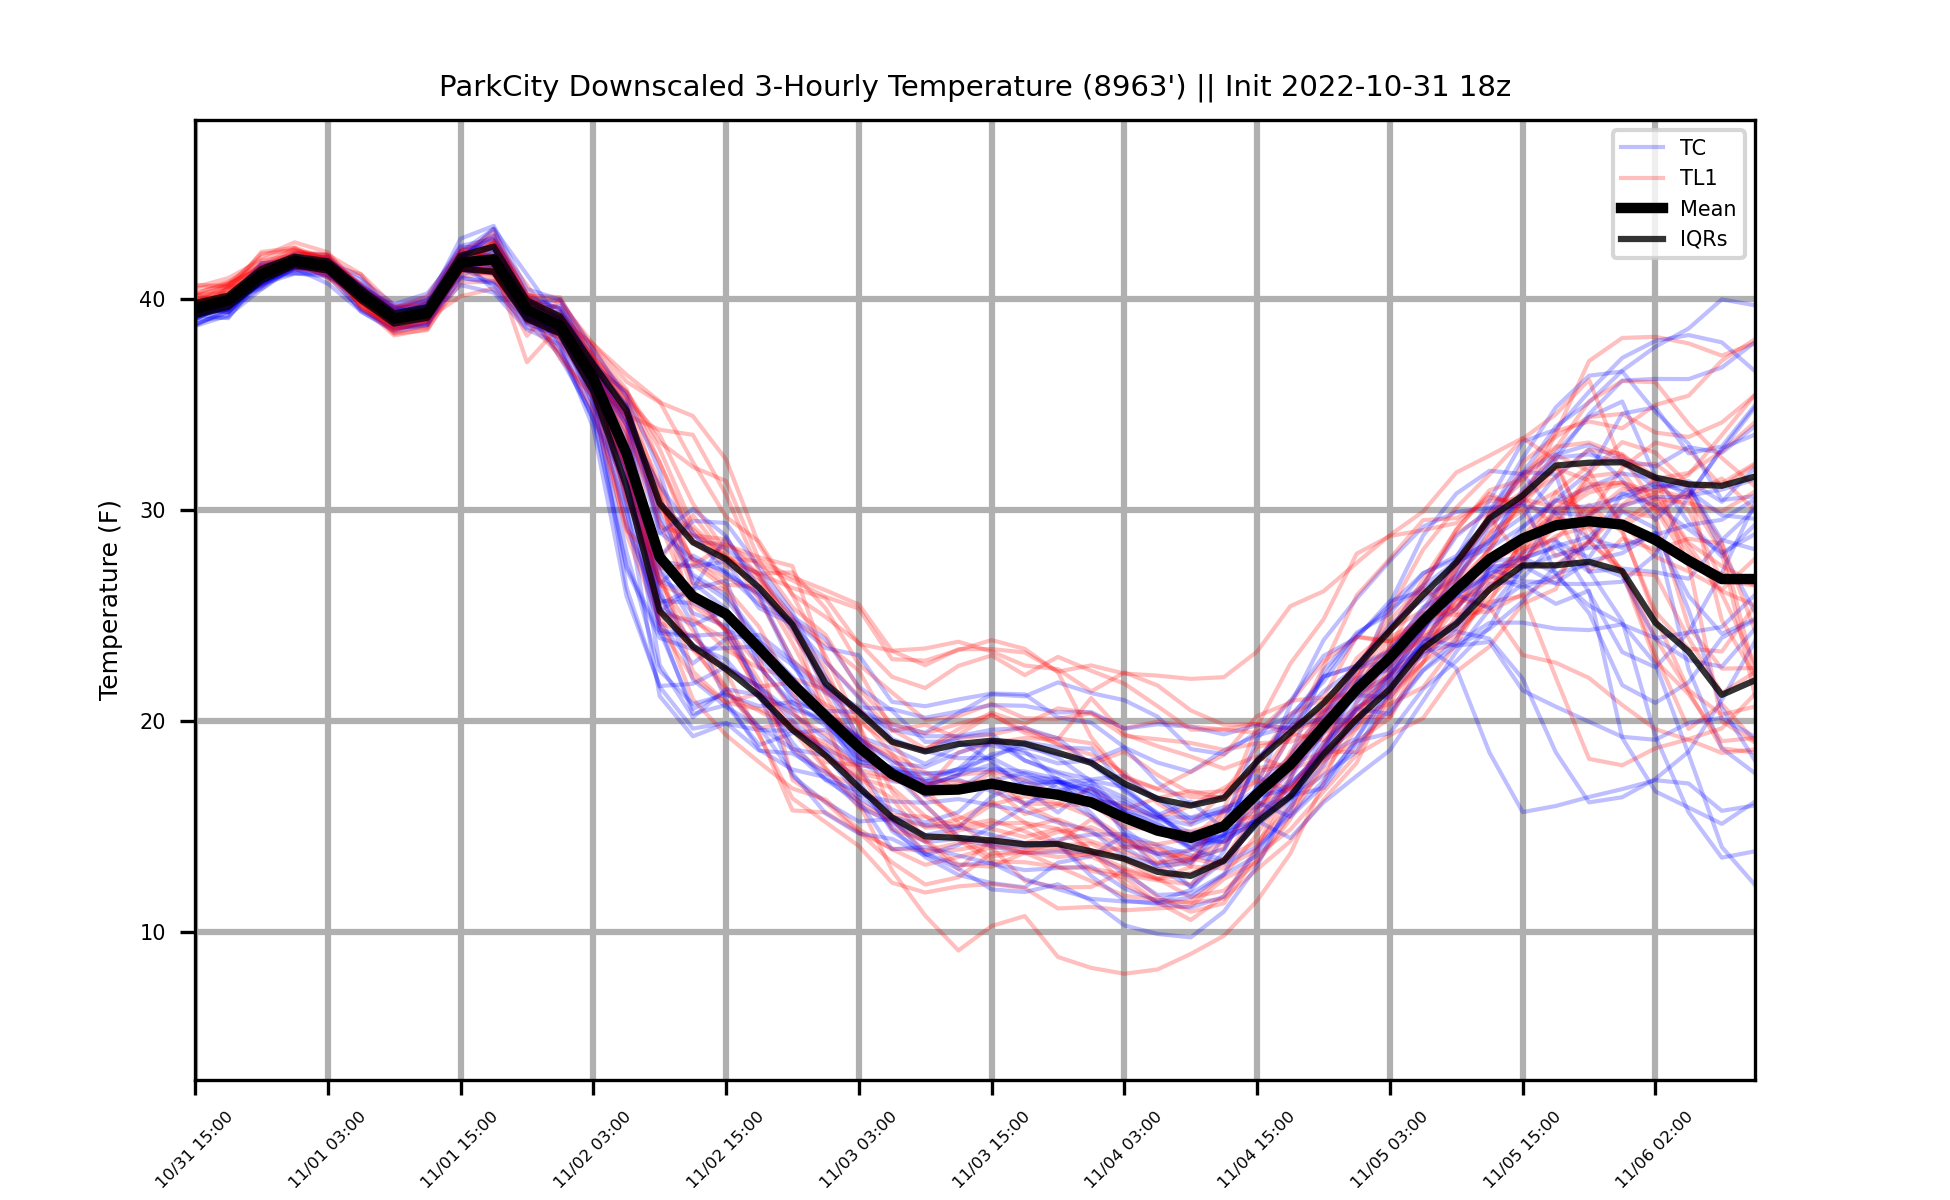 ParkCity Downscaled 3-Hourly Temperature (8963') || Init 2022-10-31 18z
TC
TL1
Mean
IQRs
Temperature (F)
40
30
20
10
10/31 15:00
11/01 03:00
11/01 15:00
11/02 03:00
11/02 15:00
11/03 03:00
11/03 15:00
11/04 03:00
11/04 15:00
11/05 03:00
11/05 15:00
11/06 02:00